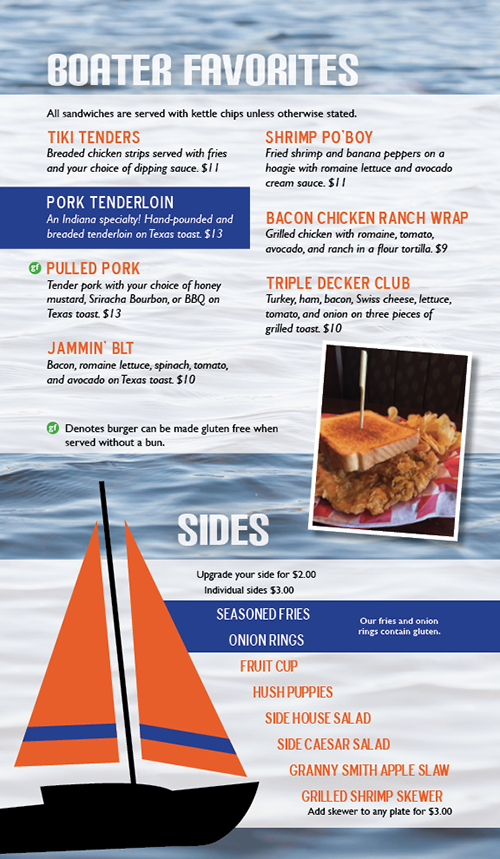 BOATER FAVORITES
All sandwiches are served with kettle chips unless otherwise stated.
TIKI TENDERS
Breaded chicken strips served with fries
and your choice of dipping sauce. $11
PORK TENDERLOIN
An Indiana specialty! Hand-pounded and
breaded tenderloin on Texas toast. $13
gf PULLED PORK
Tender pork with your choice of honey
mustard, Sriracha Bourbon, or BBQ on
Texas toast. $13
JAMMIN' BLT
Bacon, romaine lettuce, spinach, tomato,
and avocado on Texas toast. $10
gf Denotes burger can be made gluten free when
served without a bun.
SHRIMP PO'BOY
Fried shrimp and banana peppers on a
hoagie with romaine lettuce and avocado
cream sauce. $11
BACON CHICKEN RANCH WRAP
Grilled chicken with romaine, tomato,
avocado, and ranch in a flour tortilla. $9
TRIPLE DECKER CLUB
Turkey, ham, bacon, Swiss cheese, lettuce,
tomato, and onion on three pieces of
grilled toast. $10
SIDES
Upgrade your side for $2.00
Individual sides $3.00
SEASONED FRIES
ONION RINGS
Our fries and onion
rings contain gluten.
FRUIT CUP
HUSH PUPPIES
SIDE HOUSE SALAD
SIDE CAESAR SALAD
GRANNY SMITH APPLE SLAW
GRILLED SHRIMP SKEWER
Add skewer to any plate for $3.00